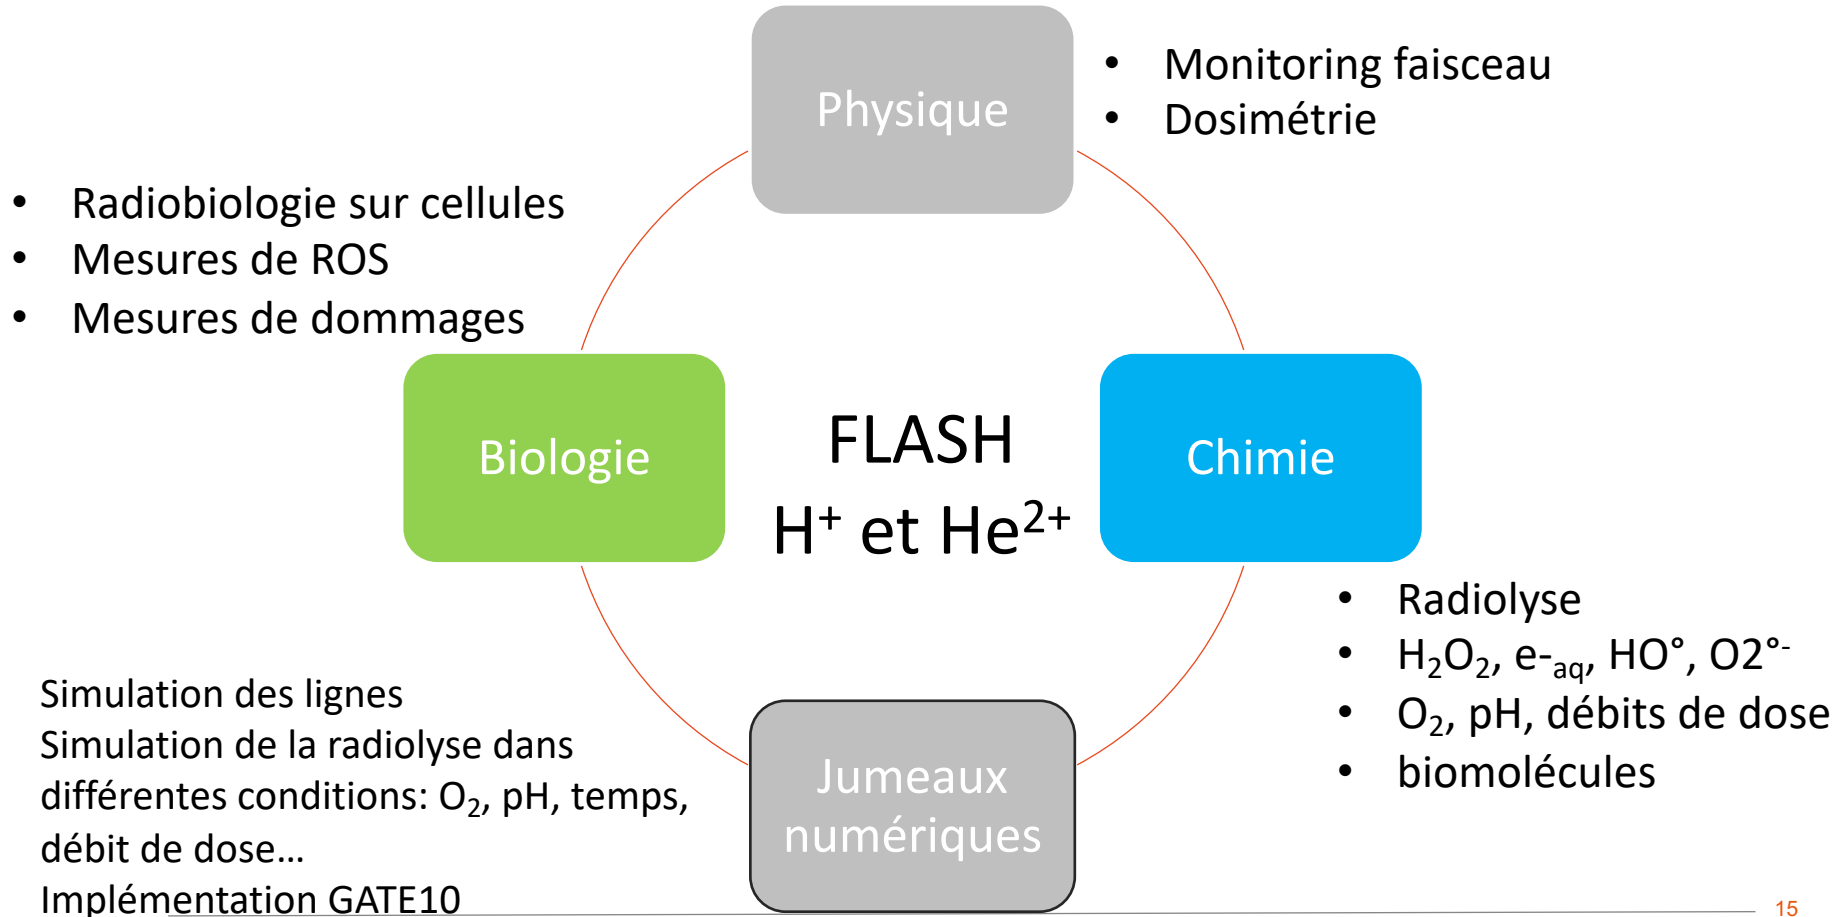 Physique
• Monitoring faisceau
• Dosimétrie
• Radiobiologie sur cellules
• Mesures de ROS
• Mesures de dommages
Biologie
FLASH
H⁺ et He²⁺
Chimie
• Radiolyse
• H₂O₂, e-aq, HO°, O2°⁻
• O₂, pH, débits de dose
• biomolécules
Simulation des lignes
Simulation de la radiolyse dans
différentes conditions: O₂, pH, temps,
débit de dose…
Implémentation GATE10
Jumeaux
numériques
15